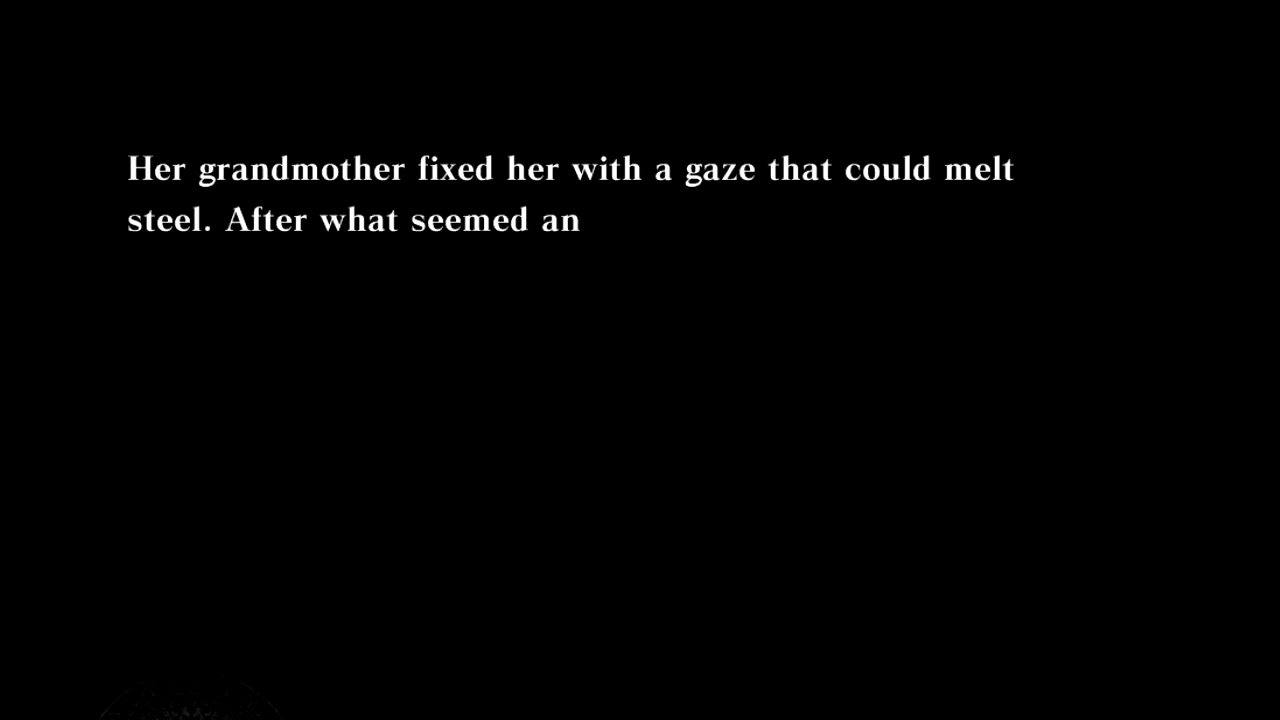 Her grandmother fixed her with a gaze that could melt
steel. After what seemed an